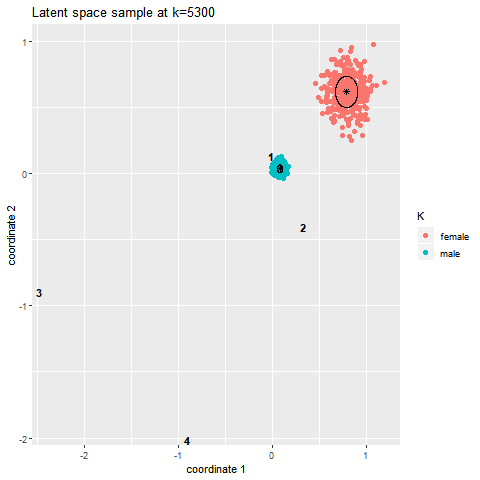 Latent space sample at k=5300
1
0
-1
-2
coordinate 2
1
2
3
4
-2
-1
0
1
coordinate 1
K
female
male